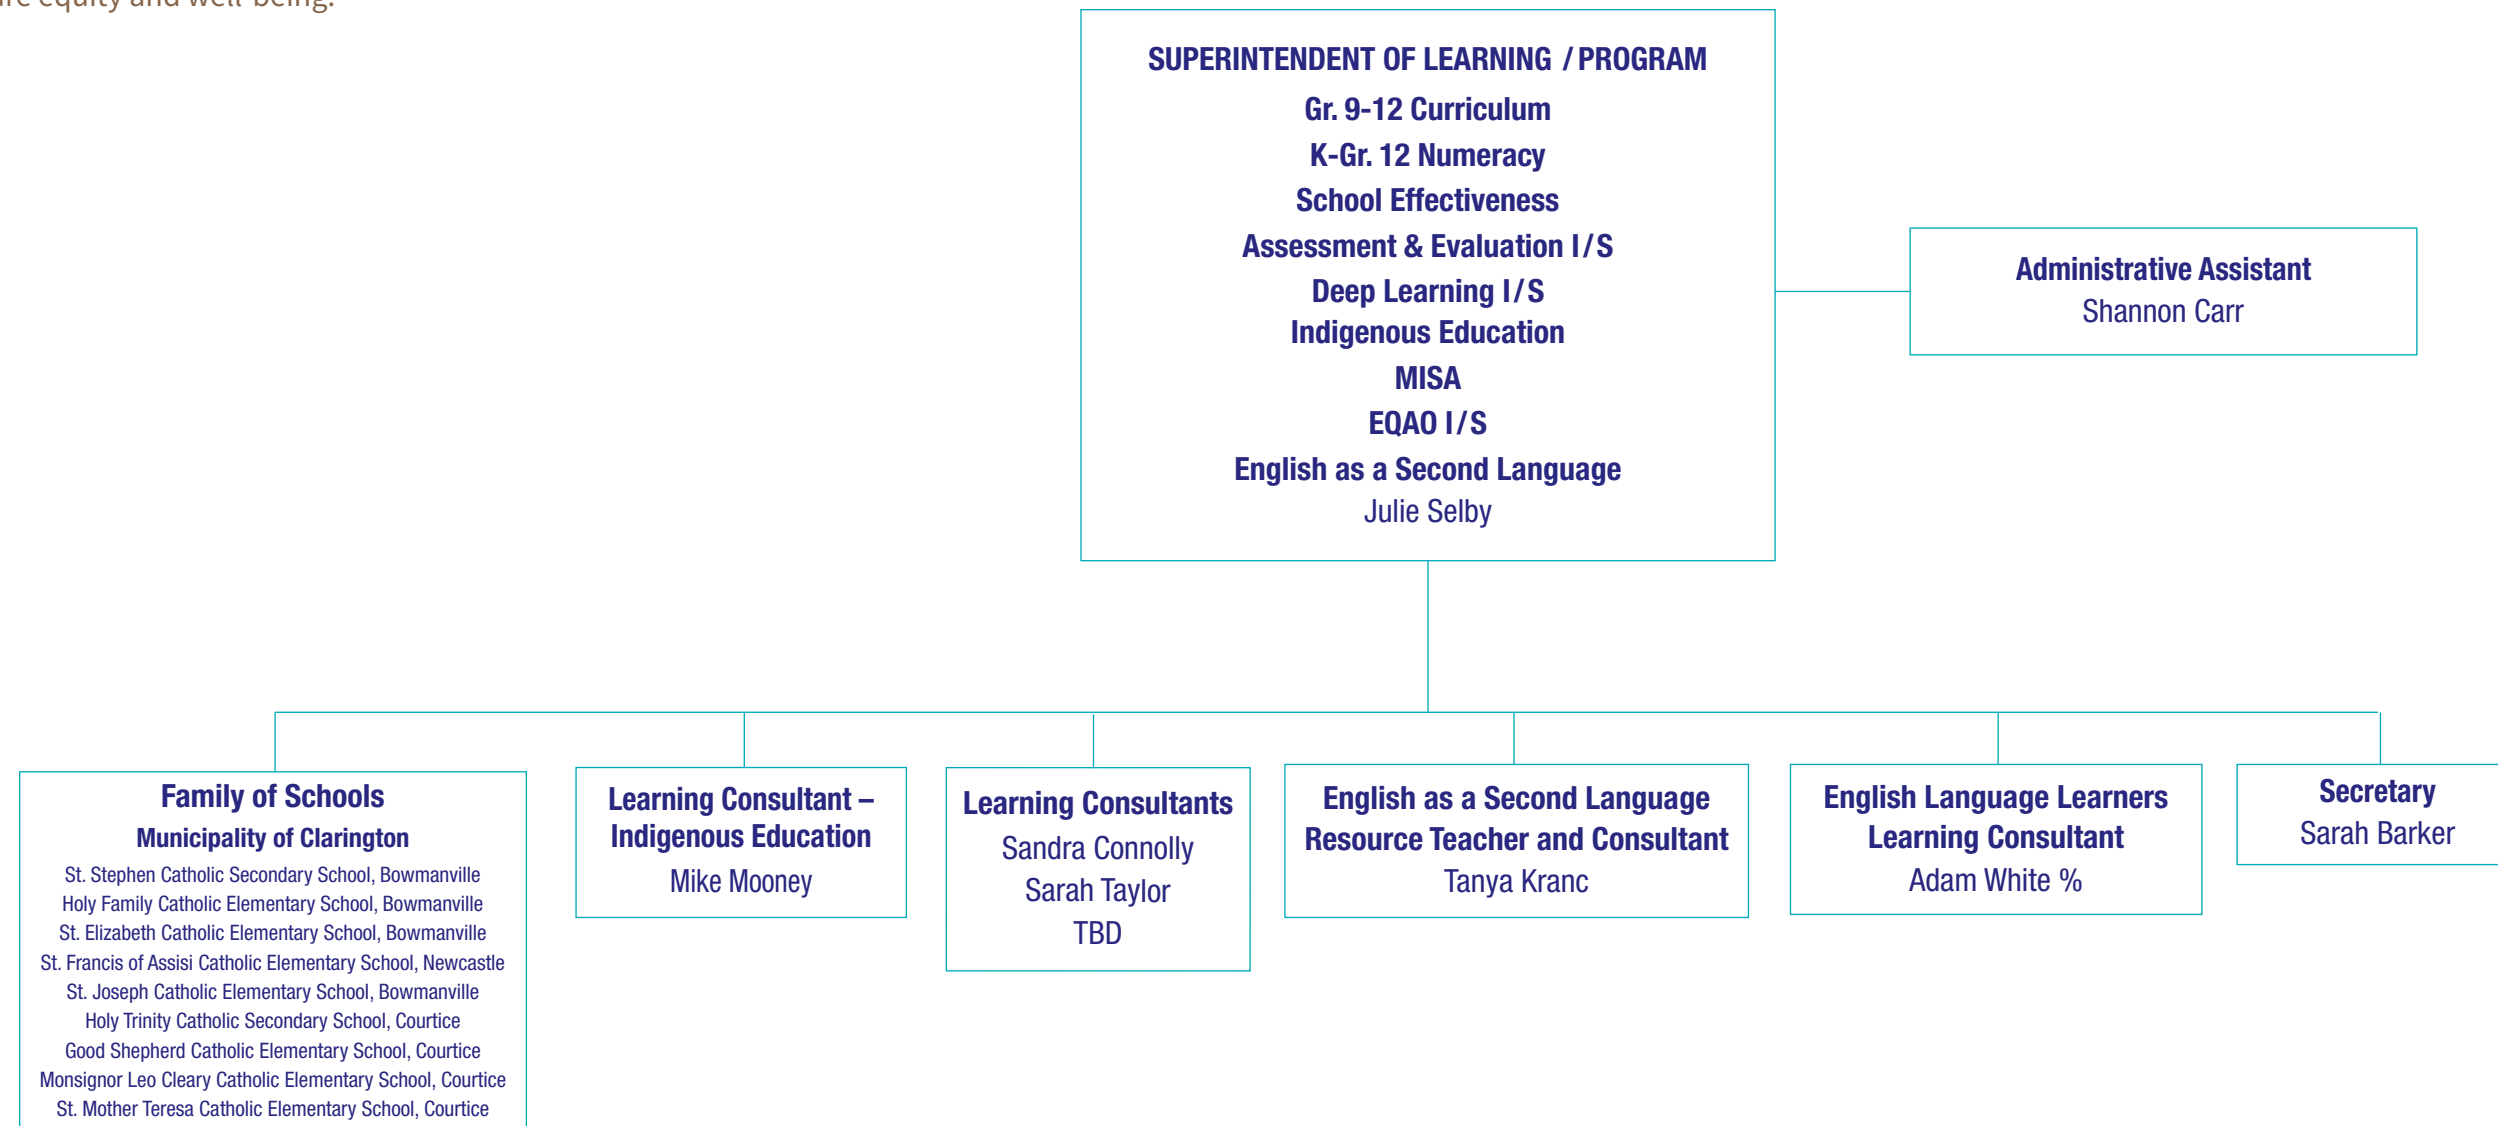 equity and well-being.
SUPERINTENDENT OF LEARNING / PROGRAM
Gr. 9-12 Curriculum
K-Gr. 12 Numeracy
School Effectiveness
Assessment & Evaluation I/S
Deep Learning I/S
Indigenous Education
MISA
EQAO I/S
English as a Second Language
Julie Selby
Administrative Assistant
Shannon Carr
Family of Schools
Municipality of Clarington
St. Stephen Catholic Secondary School, Bowmanville
Holy Family Catholic Elementary School, Bowmanville
St. Elizabeth Catholic Elementary School, Bowmanville
St. Francis of Assisi Catholic Elementary School, Newcastle
St. Joseph Catholic Elementary School, Bowmanville
Holy Trinity Catholic Secondary School, Courtice
Good Shepherd Catholic Elementary School, Courtice
Monsignor Leo Cleary Catholic Elementary School, Courtice
St. Mother Teresa Catholic Elementary School, Courtice
Learning Consultant –
Indigenous Education
Mike Mooney
Learning Consultants
Sandra Connolly
Sarah Taylor
TBD
English as a Second Language
Resource Teacher and Consultant
Tanya Kranc
English Language Learners
Learning Consultant
Adam White %
Secretary
Sarah Barker